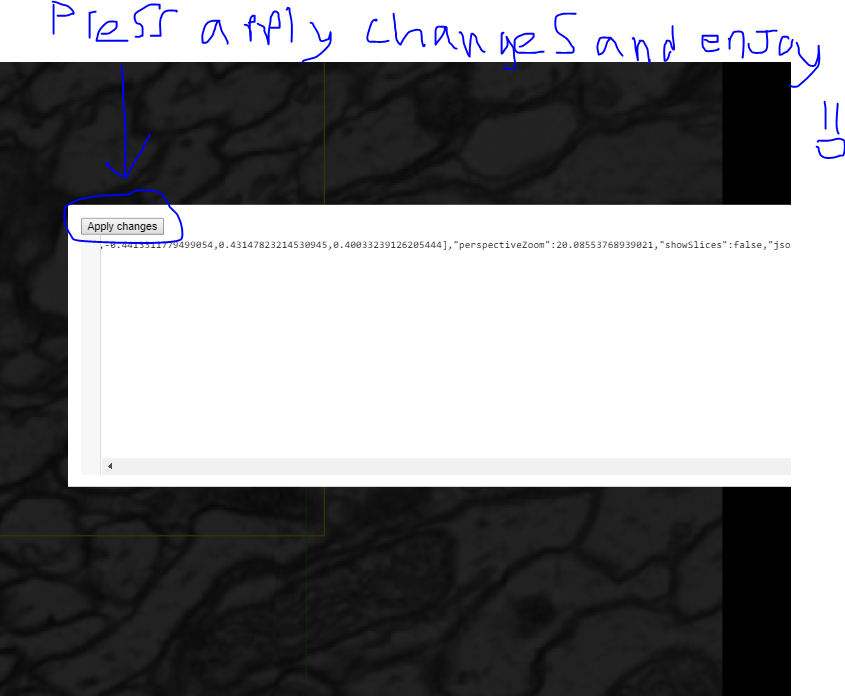 Press apply changes and enjoy
Apply changes
,-0.4413311779499054,0.43147823214530945,0.40033239126205444],"perspectiveZoom":20.08553768939021,"showSlices":false,"jso